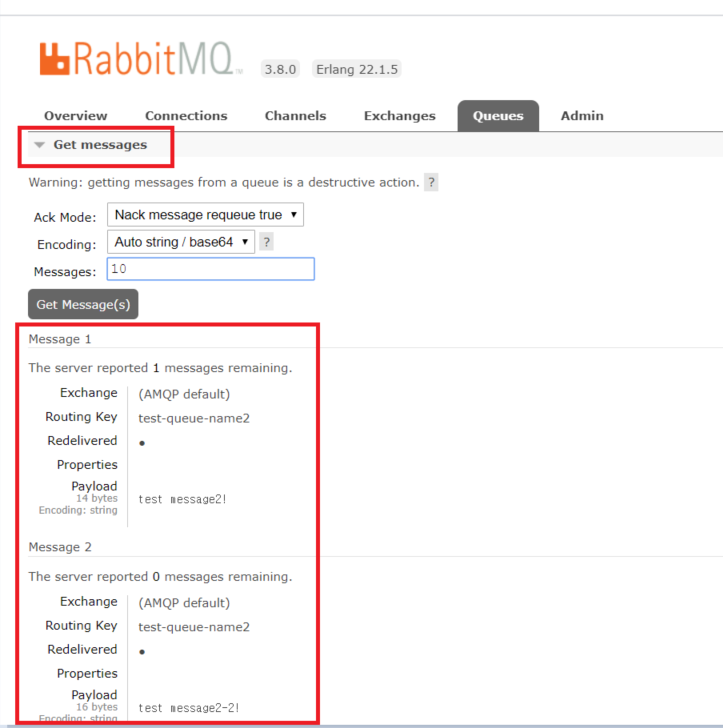 RabbitMQ™ 3.8.0 Erlang 22.1.5
Overview Connections Channels Exchanges Queues Admin
Get messages
Warning: getting messages from a queue is a destructive action. ?
Ack Mode: Nack message requeue true
Encoding: Auto string / base64 ?
Messages: 10
Get Message(s)
Message 1
The server reported 1 messages remaining.
Exchange (AMQP default)
Routing Key test-queue-name2
Redelivered ●
Properties
Payload
14 bytes
Encoding: string
test message2!
Message 2
The server reported 0 messages remaining.
Exchange (AMQP default)
Routing Key test-queue-name2
Redelivered ●
Properties
Payload
16 bytes
Encoding: string
test message2-2!